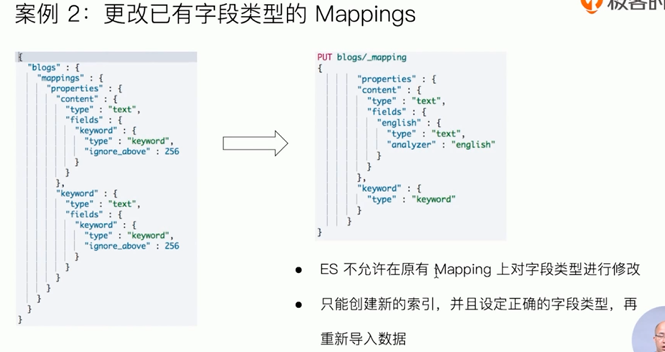 案例 2：更改已有字段类型的 Mappings
极客时
{
"blogs" : {
"mappings" : {
"properties" : {
"content" : {
"type" : "text",
"fields" : {
"keyword" : {
"type" : "keyword",
"ignore_above" : 256
}
}
},
"keyword" : {
"type" : "text",
"fields" : {
"keyword" : {
"type" : "keyword",
"ignore_above" : 256
}
}
}
}
}
}
}
PUT blogs/_mapping
{
"properties" : {
"content" : {
"type" : "text",
"fields" : {
"english" : {
"type" : "text",
"analyzer" : "english"
}
}
},
"keyword" : {
"type" : "keyword"
}
}
}
● ES 不允许在原有 Mapping 上对字段类型进行修改
● 只能创建新的索引，并且设定正确的字段类型，再
重新导入数据